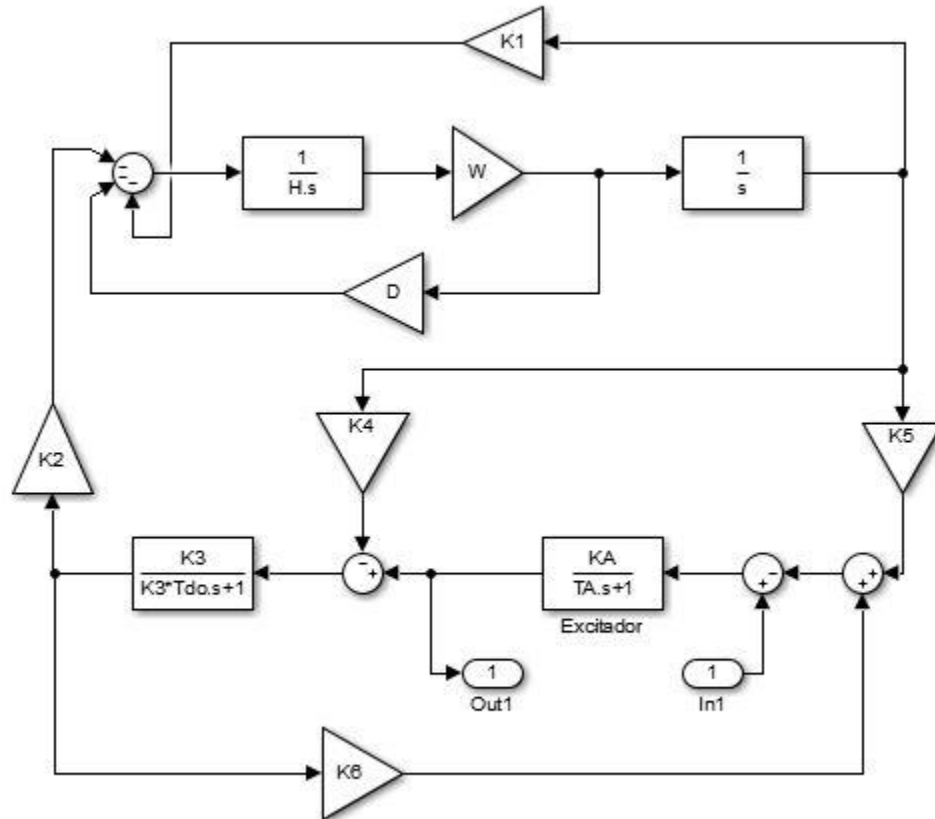 K1
1
H.s
W
1
s
D
K4
K5
K2
K3
K3*Tdo.s+1
KA
TA.s+1
Excitador
1
Out1
1
In1
K6